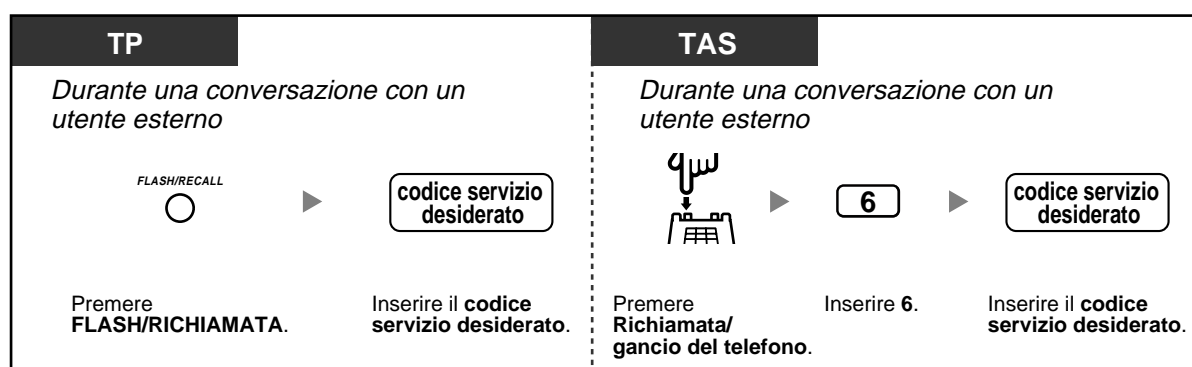 TP
Durante una conversazione con un
utente esterno
FLASH/RECALL
codice servizio
desiderato
Premere
FLASH/RICHIAMATA.
Inserire il codice
servizio desiderato.
TAS
Durante una conversazione con un
utente esterno
6
codice servizio
desiderato
Premere
Richiamata/
gancio del telefono.
Inserire 6.
Inserire il codice
servizio desiderato.